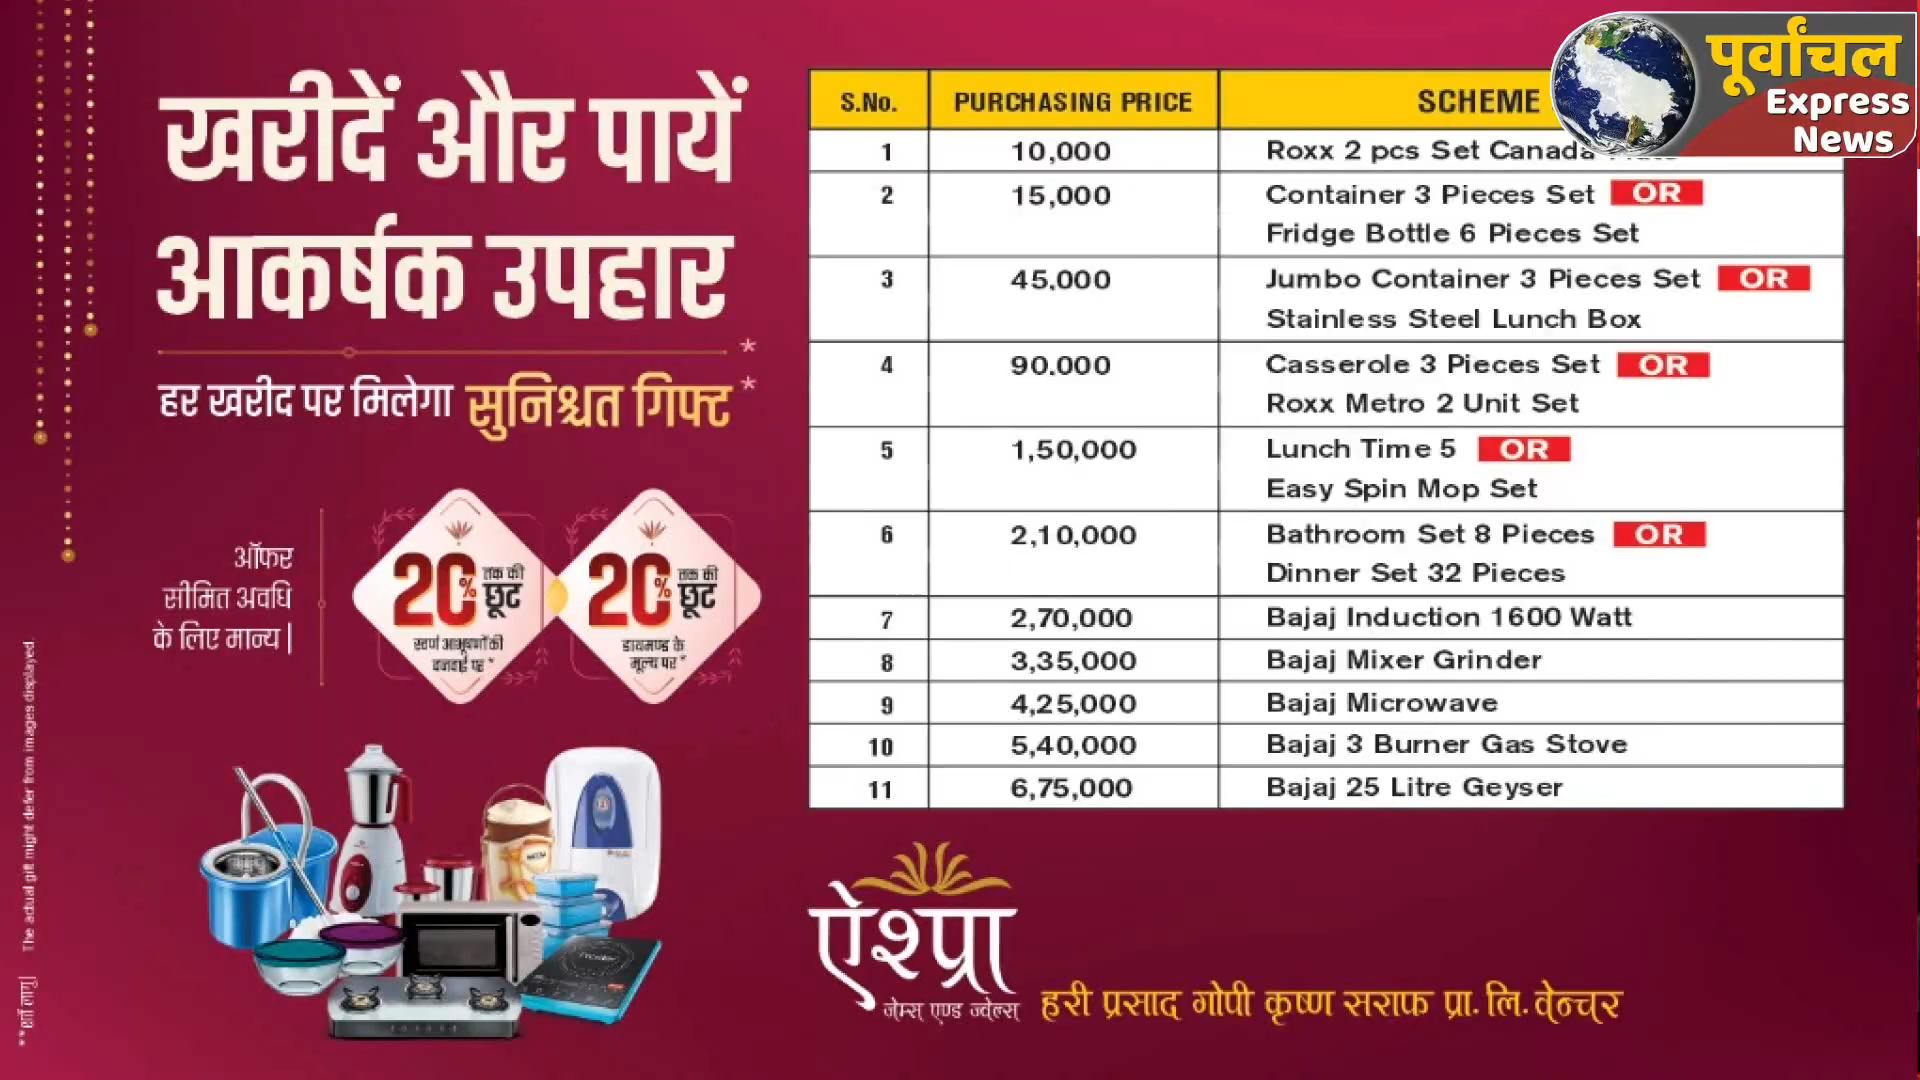 खरीदें और पायें
आकर्षक उपहार
*
हर खरीद पर मिलेगा सुनिश्चत गिफ्ट *
ऑफर
सीमित अवधि
के लिए मान्य |
20% तक की छूट
स्वर्ण आभूषणों की
बनवाई पर *
20% तक की छूट
डायमण्ड के
मूल्य पर *
**शर्तें लागू | The actual gift might defer from images displayed.
S.No. PURCHASING PRICE SCHEME
1 10,000 Roxx 2 pcs Set Canada
2 15,000 Container 3 Pieces Set OR
Fridge Bottle 6 Pieces Set
3 45,000 Jumbo Container 3 Pieces Set OR
Stainless Steel Lunch Box
4 90,000 Casserole 3 Pieces Set OR
Roxx Metro 2 Unit Set
5 1,50,000 Lunch Time 5 OR
Easy Spin Mop Set
6 2,10,000 Bathroom Set 8 Pieces OR
Dinner Set 32 Pieces
7 2,70,000 Bajaj Induction 1600 Watt
8 3,35,000 Bajaj Mixer Grinder
9 4,25,000 Bajaj Microwave
10 5,40,000 Bajaj 3 Burner Gas Stove
11 6,75,000 Bajaj 25 Litre Geyser
पूर्वांचल
Express
News
ऐश्प्रा
जेम्स एण्ड ज्वेल्स
हरी प्रसाद गोपी कृष्ण सराफ प्रा. लि. वेन्चर